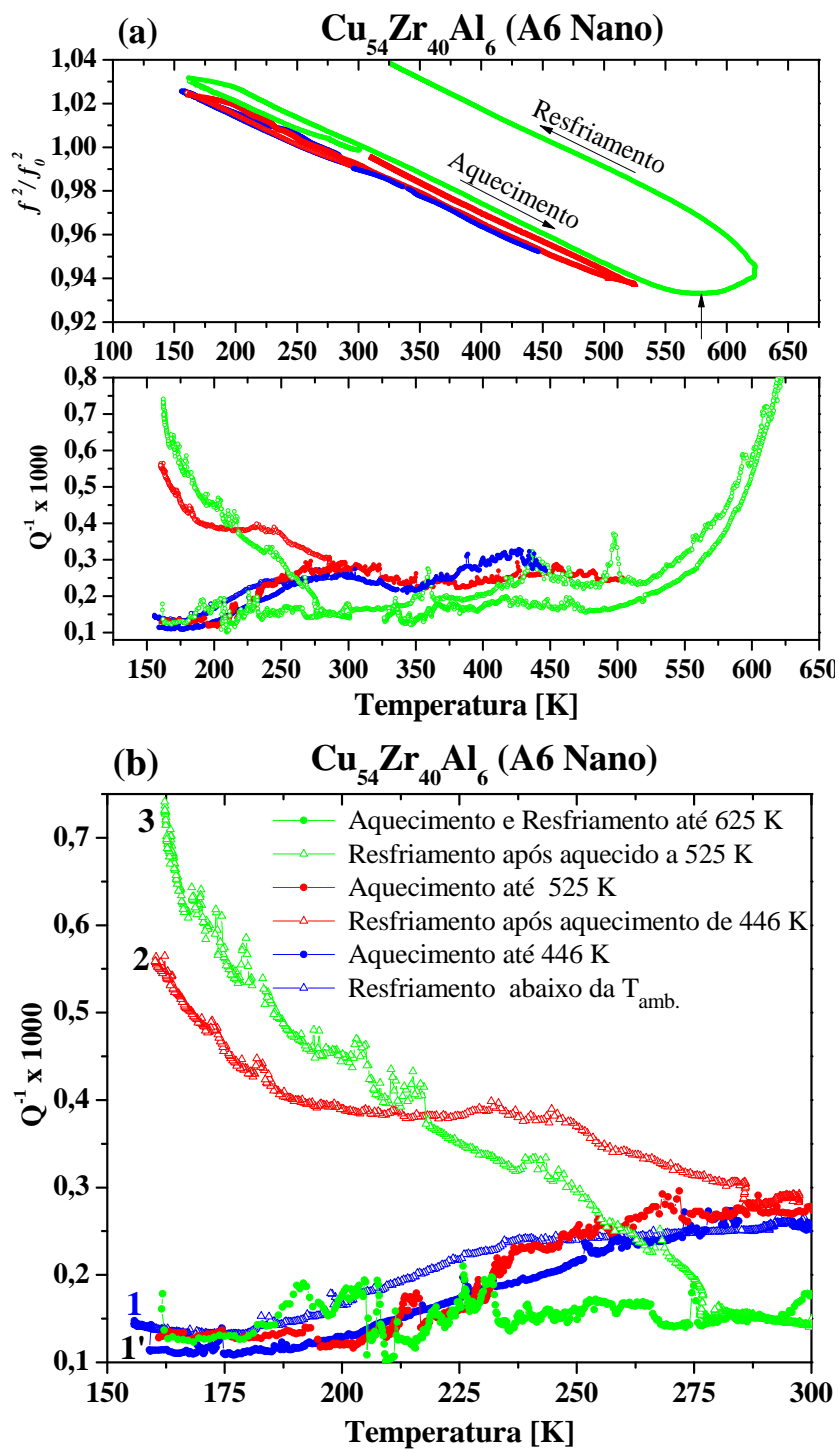 (a) Cu54Zr40Al6 (A6 Nano)
1,04
1,02
1,00
0,98
0,96
0,94
0,92
f²/f₀²
Resfriamento
Aquecimento
100 150 200 250 300 350 400 450 500 550 600 650
0,8
0,7
0,6
0,5
0,4
0,3
0,2
0,1
Q⁻¹ x 1000
150 200 250 300 350 400 450 500 550 600 650
Temperatura [K]
(b) Cu54Zr40Al6 (A6 Nano)
3
2
1
1'
Aquecimento e Resfriamento até 625 K
Resfriamento após aquecido a 525 K
Aquecimento até 525 K
Resfriamento após aquecimento de 446 K
Aquecimento até 446 K
Resfriamento abaixo da Tamb.
0,7
0,6
0,5
0,4
0,3
0,2
0,1
Q⁻¹ x 1000
150 175 200 225 250 275 300
Temperatura [K]